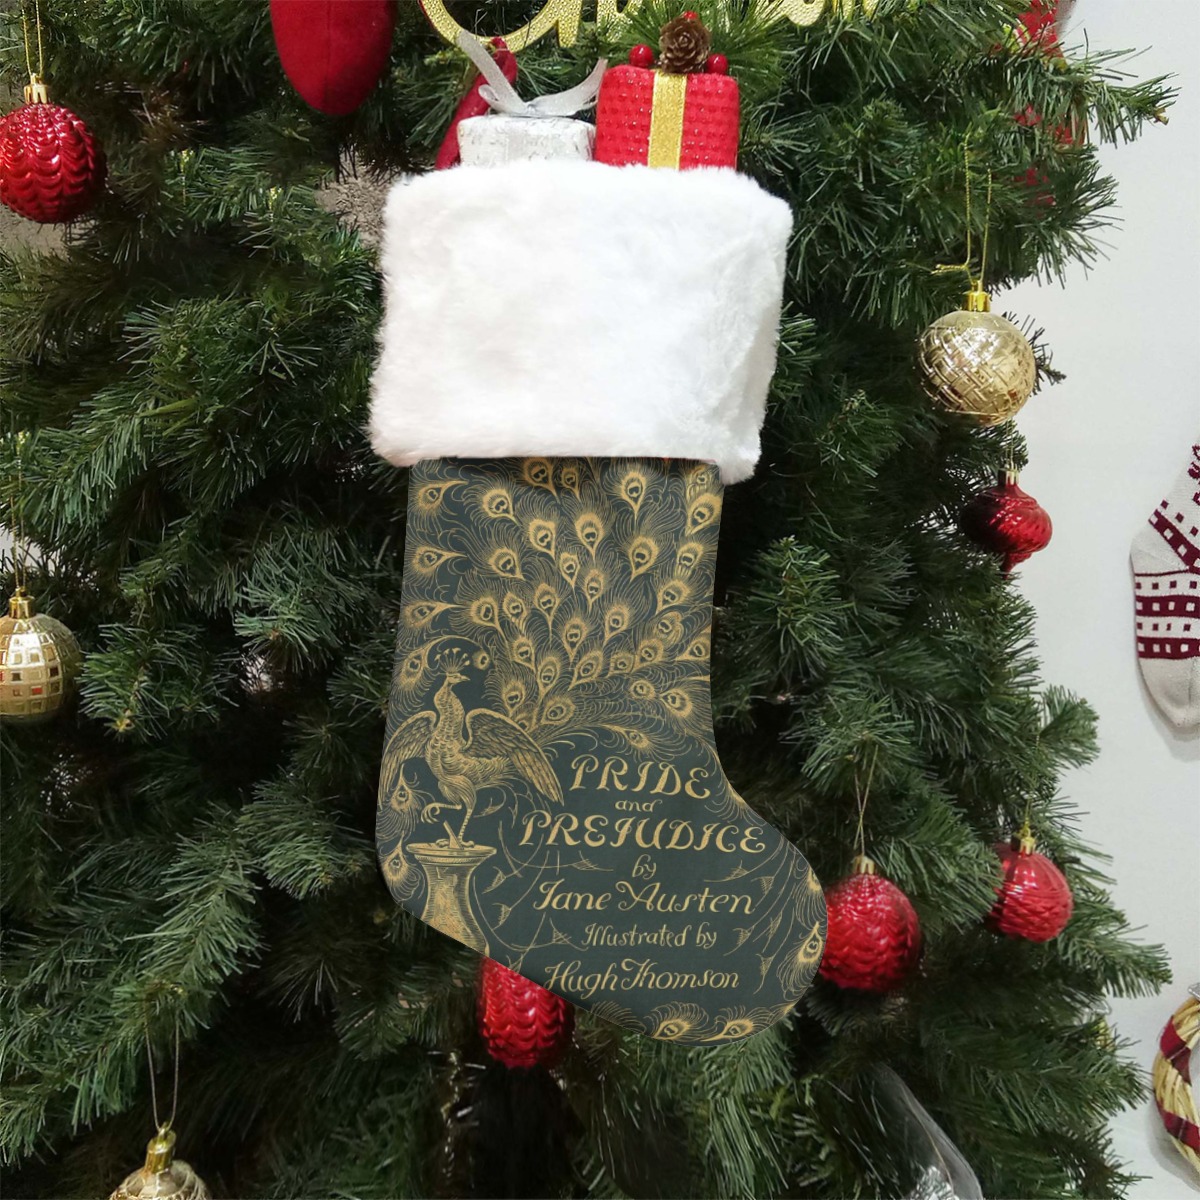 PRIDE
and
PREJUDICE
by
Jane Austen
Illustrated by
Hugh Thomson